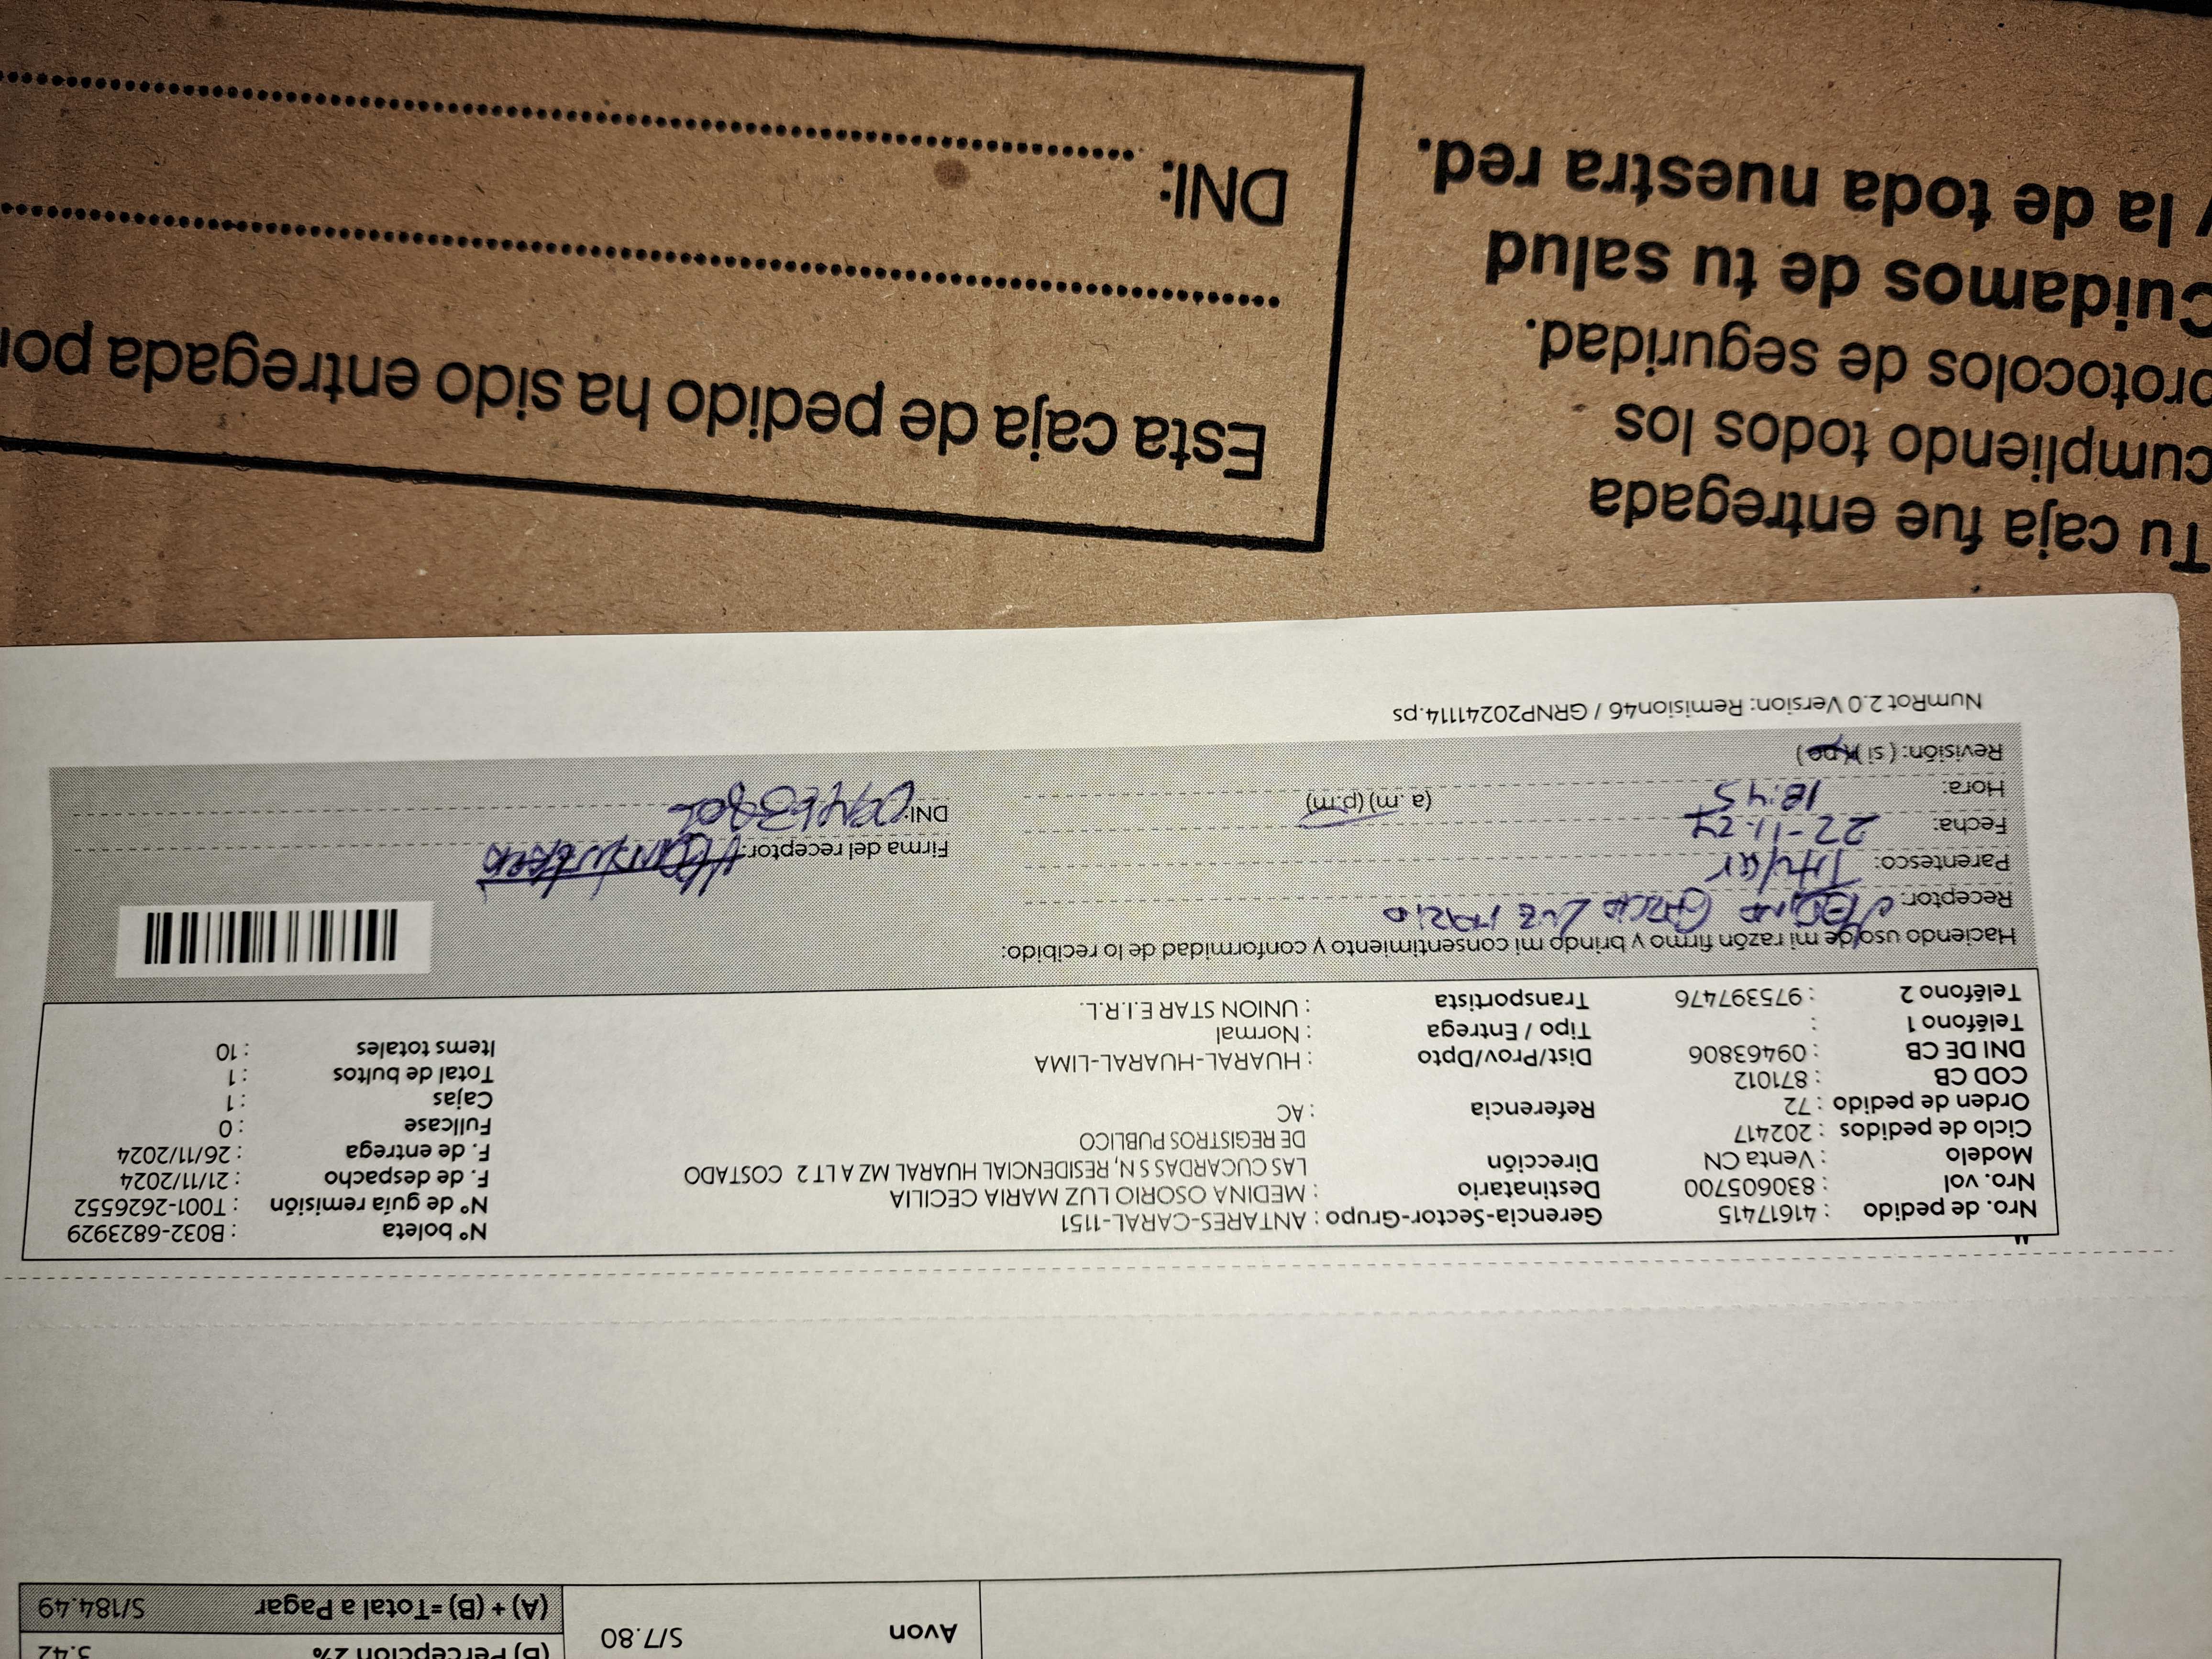 (B) Percepción 2% 3.42
Avon S/7.80
(A) + (B) = Total a Pagar S/184.49
Nro. de pedido : 41617415 Gerencia-Sector-Grupo : ANTARES-CARAL-1151 N° boleta : B032-6823929
Nro. vol : 830605700 Destinatario : MEDINA OSORIO LUZ MARIA CECILIA N° de guía remisión : T001-2626552
Modelo : Venta CN Dirección LAS CUCARDAS S N, RESIDENCIAL HUARAL MZ A LT 2 COSTADO F. de despacho : 21/11/2024
Ciclo de pedidos : 202417 DE REGISTROS PUBLICO F. de entrega : 26/11/2024
Orden de pedido : 72 Referencia : AC Fullcase : 0
COD CB : 871012 Cajas : 1
DNI DE CB : 09463806 Dist/Prov/Dpto : HUARAL-HUARAL-LIMA Total de bultos : 1
Teléfono 1 : Tipo / Entrega : Normal Items totales : 10
Teléfono 2 : 975397476 Transportista : UNION STAR E.I.R.L.
Haciendo uso de mi razón firmo y brindo mi consentimiento y conformidad de lo recibido:
Receptor: Luz
Parentesco: Titular Firma del receptor:
Fecha: 22-11-24 DNI:
Hora: 18:45 (a. m) (p.m)
Revisión: ( si ) ( no )
NumRot 2.0 Version: Remision46 / GRNP20241114.ps
Tu caja fue entregada
cumpliendo todos los
protocolos de seguridad.
Cuidamos de tu salud
y la de toda nuestra red.
Esta caja de pedido ha sido entregada por
DNI: